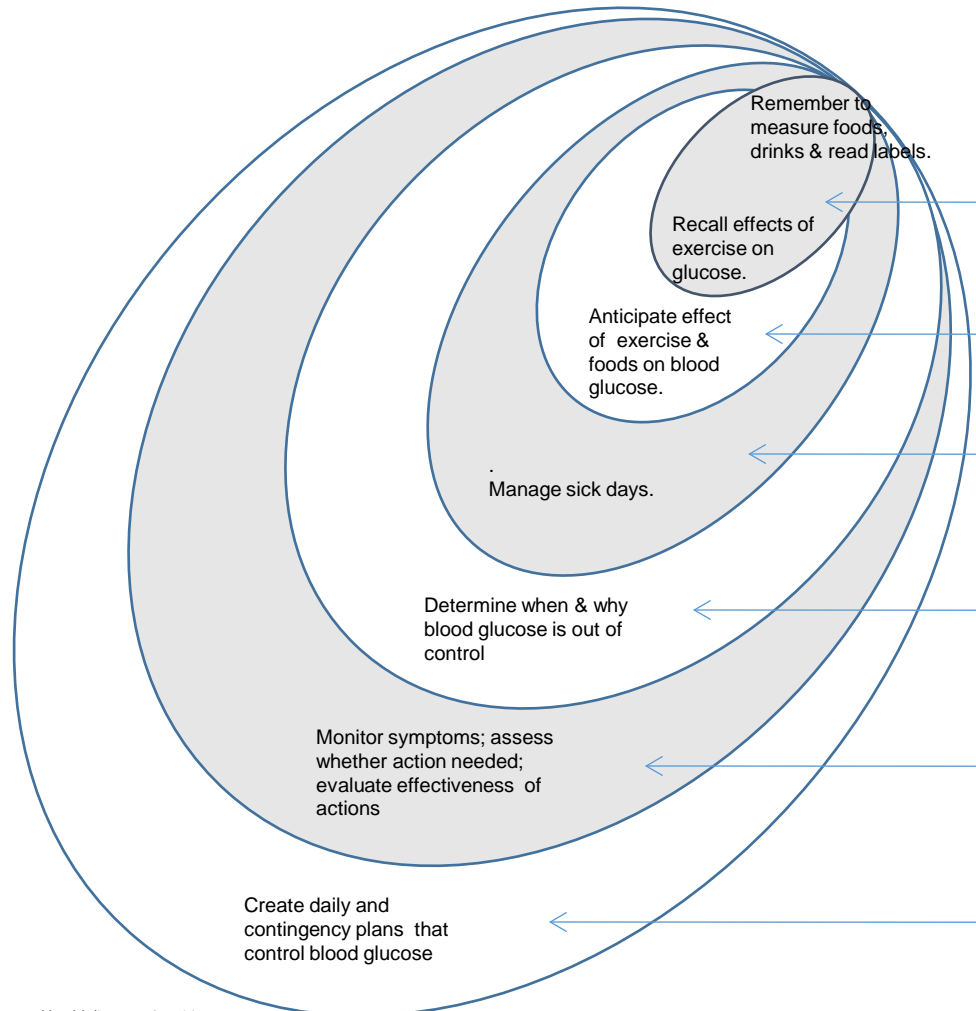 Remember to
measure foods,
drinks & read labels.
Recall effects of
exercise on
glucose.
Anticipate effect
of exercise &
foods on blood
glucose.
.
Manage sick days.
Determine when & why
blood glucose is out of
control
Monitor symptoms; assess
whether action needed;
evaluate effectiveness of
actions
Create daily and
contingency plans that
control blood glucose